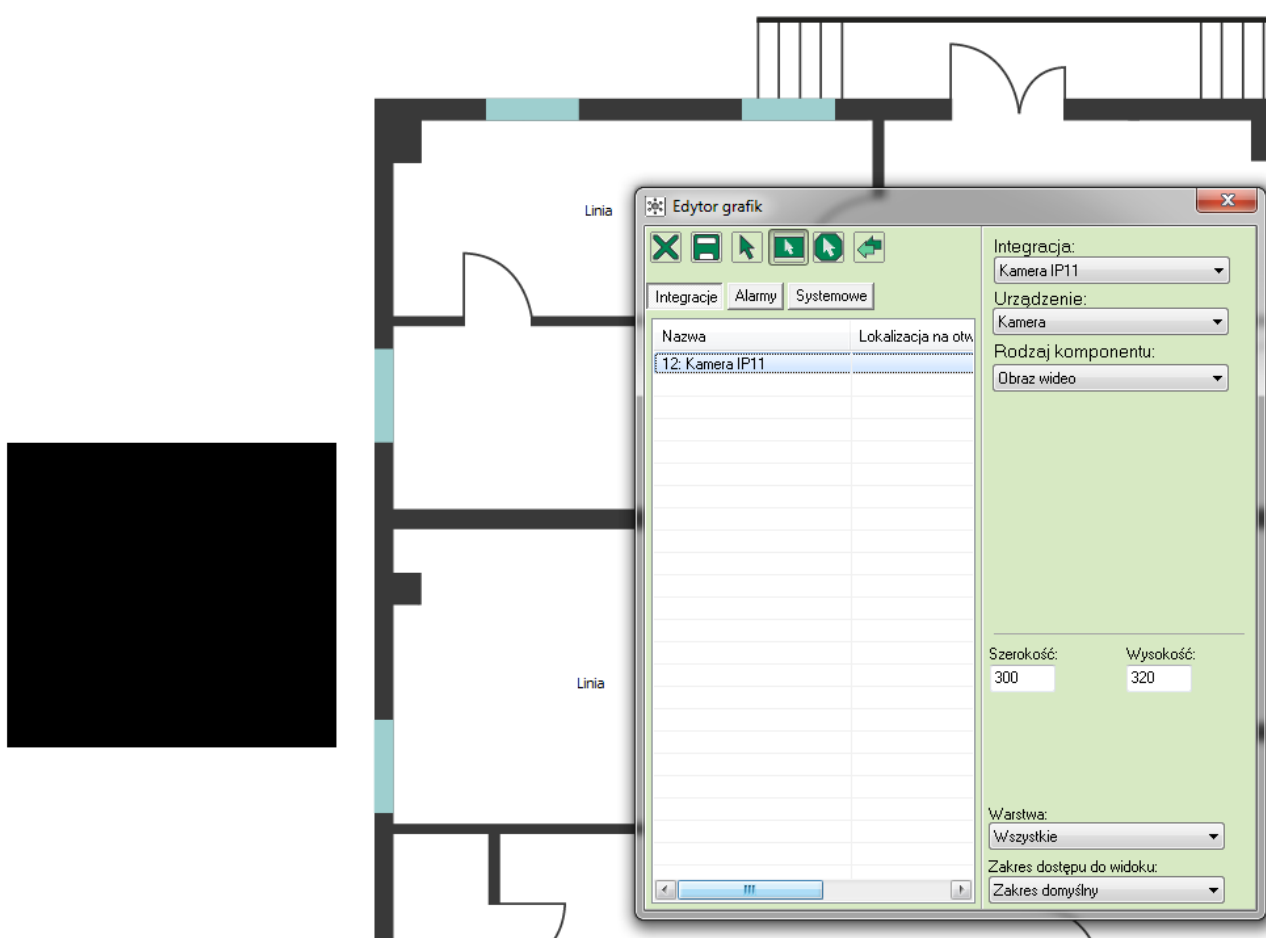 Linia
Edytor grafik
Integracja:
Kamera IP11
Integracje Alarmy Systemowe
Urządzenie:
Kamera
Nazwa Lokalizacja na otw
Rodzaj komponentu:
12: Kamera IP11
Obraz wideo
Szerokość: Wysokość:
300 320
Linia
Warstwa:
Wszystkie
Zakres dostępu do widoku:
Zakres domyślny